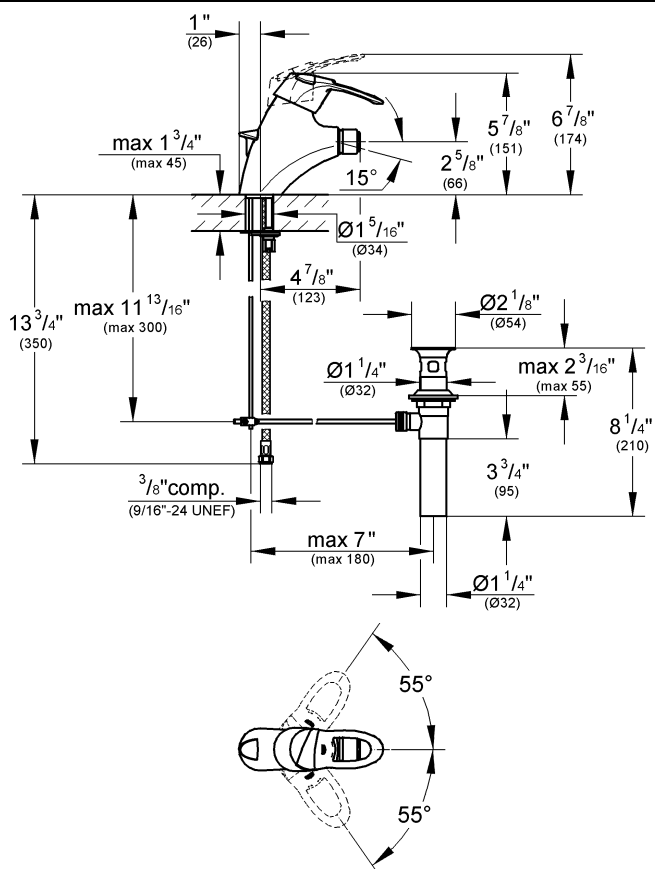 1"
(26)
6 7/8"
(174)
5 7/8"
(151)
max 1 3/4"
(max 45)
2 5/8"
(66)
15°
Ø1 5/16"
(Ø34)
4 7/8"
(123)
max 11 13/16"
(max 300)
Ø2 1/8"
(Ø54)
13 3/4"
(350)
max 2 3/16"
(max 55)
Ø1 1/4"
(Ø32)
8 1/4"
(210)
3 3/4"
(95)
3/8"comp.
(9/16"-24 UNEF)
max 7"
(max 180)
Ø1 1/4"
(Ø32)
55°
55°